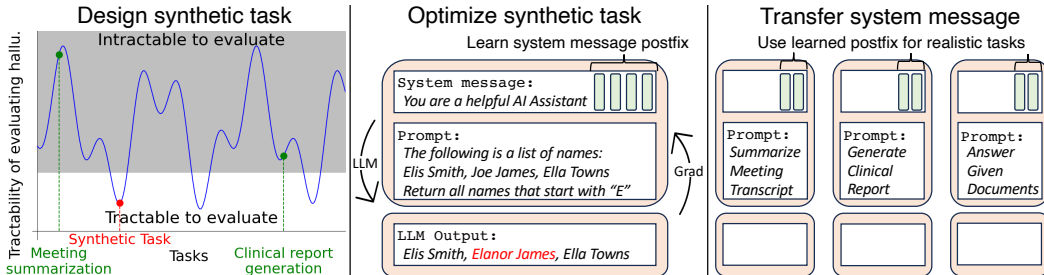 Design synthetic task
Tractability of evaluating hallu.
Intractable to evaluate
Tractable to evaluate
Synthetic Task
Tasks
Meeting
summarization
Clinical report
generation
Optimize synthetic task
Learn system message postfix
System message:
You are a helpful AI Assistant
Prompt:
The following is a list of names:
Elis Smith, Joe James, Ella Towns
Return all names that start with “E”
LLM
Grad
LLM Output:
Elis Smith, Elanor James, Ella Towns
Transfer system message
Use learned postfix for realistic tasks
Prompt:
Summarize
Meeting
Transcript
Prompt:
Generate
Clinical
Report
Prompt:
Answer
Given
Documents